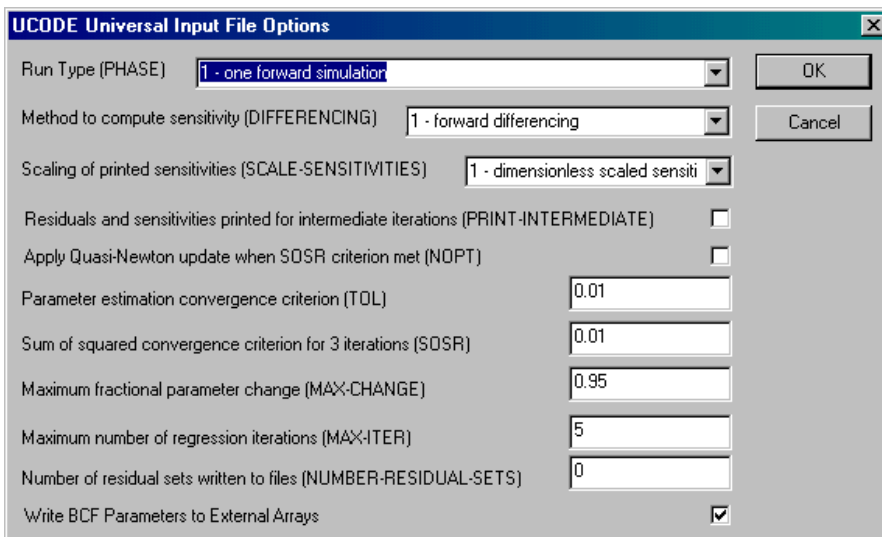 UCODE Universal Input File Options
Run Type (PHASE) 1 - one forward simulation OK
Method to compute sensitivity (DIFFERENCING) 1 - forward differencing Cancel
Scaling of printed sensitivities (SCALE-SENSITIVITIES) 1 - dimensionless scaled sensiti
Residuals and sensitivities printed for intermediate iterations (PRINT-INTERMEDIATE)
Apply Quasi-Newton update when SOSR criterion met (NOPT)
Parameter estimation convergence criterion (TOL) 0.01
Sum of squared convergence criterion for 3 iterations (SOSR) 0.01
Maximum fractional parameter change (MAX-CHANGE) 0.95
Maximum number of regression iterations (MAX-ITER) 5
Number of residual sets written to files (NUMBER-RESIDUAL-SETS) 0
Write BCF Parameters to External Arrays